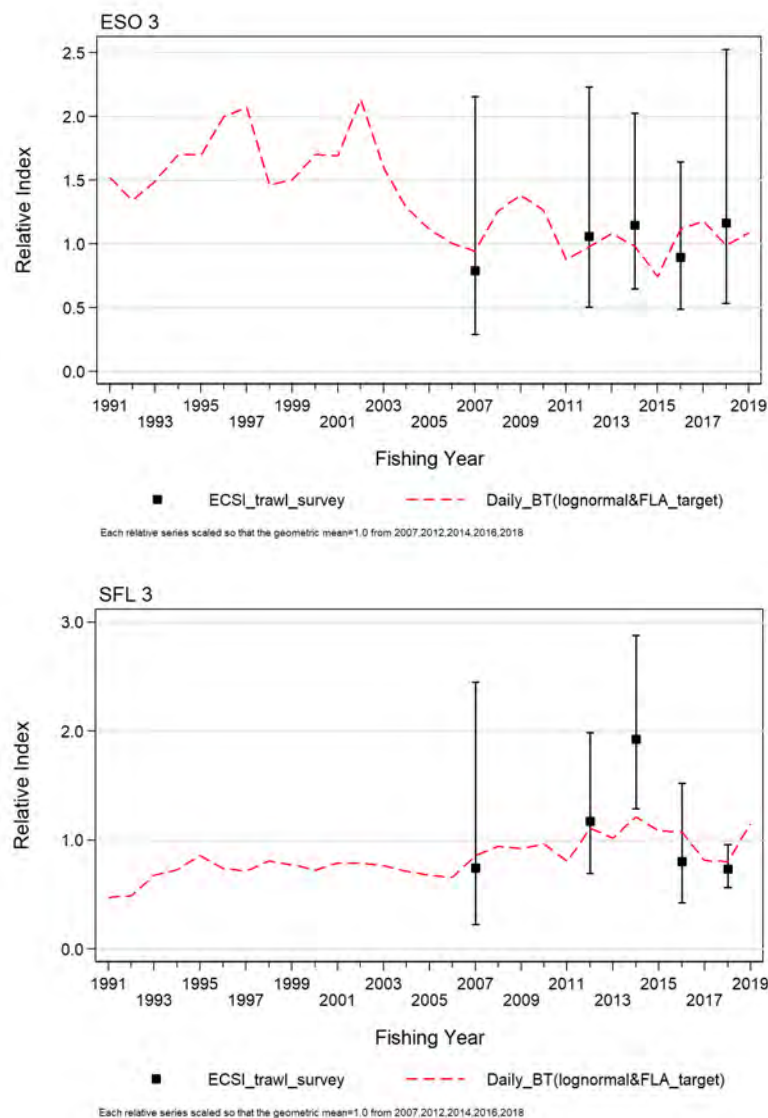 ESO 3
2.5
2.0
1.5
1.0
0.5
0.0
Relative Index
1991 1995 1999 2003 2007 2011 2015 2019
1993 1997 2001 2005 2009 2013 2017
Fishing Year
ECSI_trawl_survey Daily_BT(lognormal&FLA_target)
Each relative series scaled so that the geometric mean=1.0 from 2007,2012,2014,2016,2018
SFL 3
3.0
2.0
1.0
0.0
Relative Index
1991 1995 1999 2003 2007 2011 2015 2019
1993 1997 2001 2005 2009 2013 2017
Fishing Year
ECSI_trawl_survey Daily_BT(lognormal&FLA_target)
Each relative series scaled so that the geometric mean=1.0 from 2007,2012,2014,2016,2018